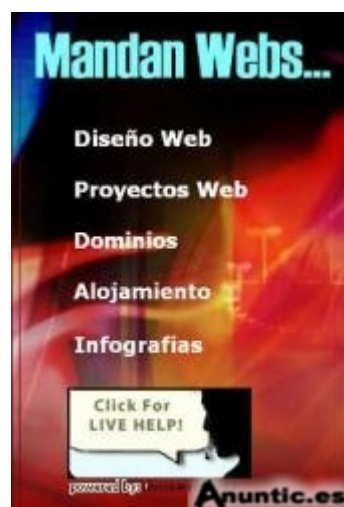 Mandan Webs...
Diseño Web
Proyectos Web
Dominios
Alojamiento
Infografias
Click For
LIVE HELP!
powered by:
Anuntic.es